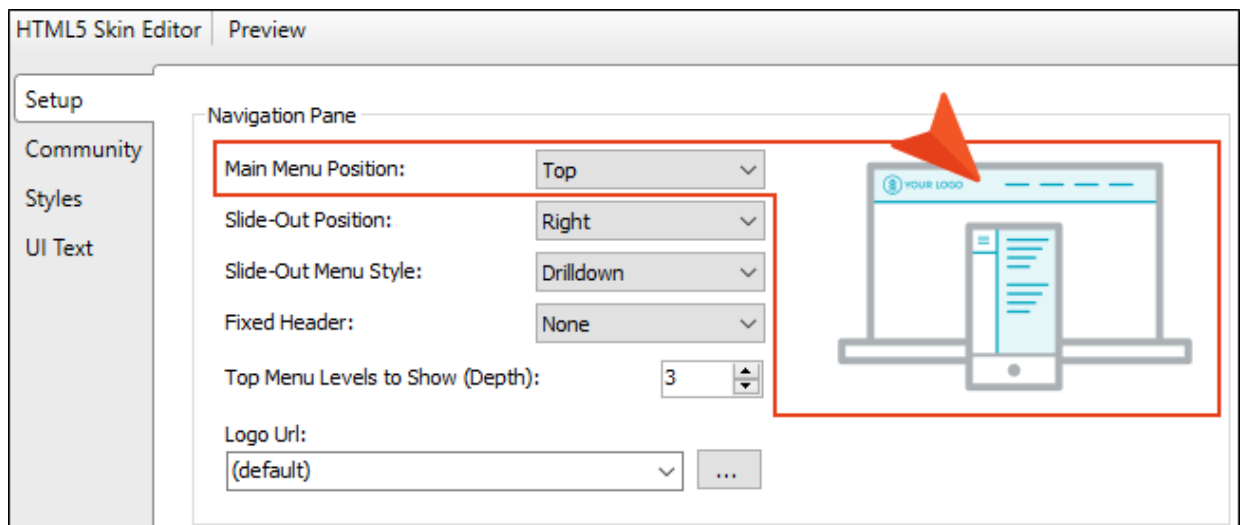 HTML5 Skin Editor Preview
Setup
Community
Styles
UI Text
Navigation Pane
Main Menu Position: Top
Slide-Out Position: Right
Slide-Out Menu Style: Drilldown
Fixed Header: None
Top Menu Levels to Show (Depth): 3
Logo Url:
(default) ...
YOUR LOGO